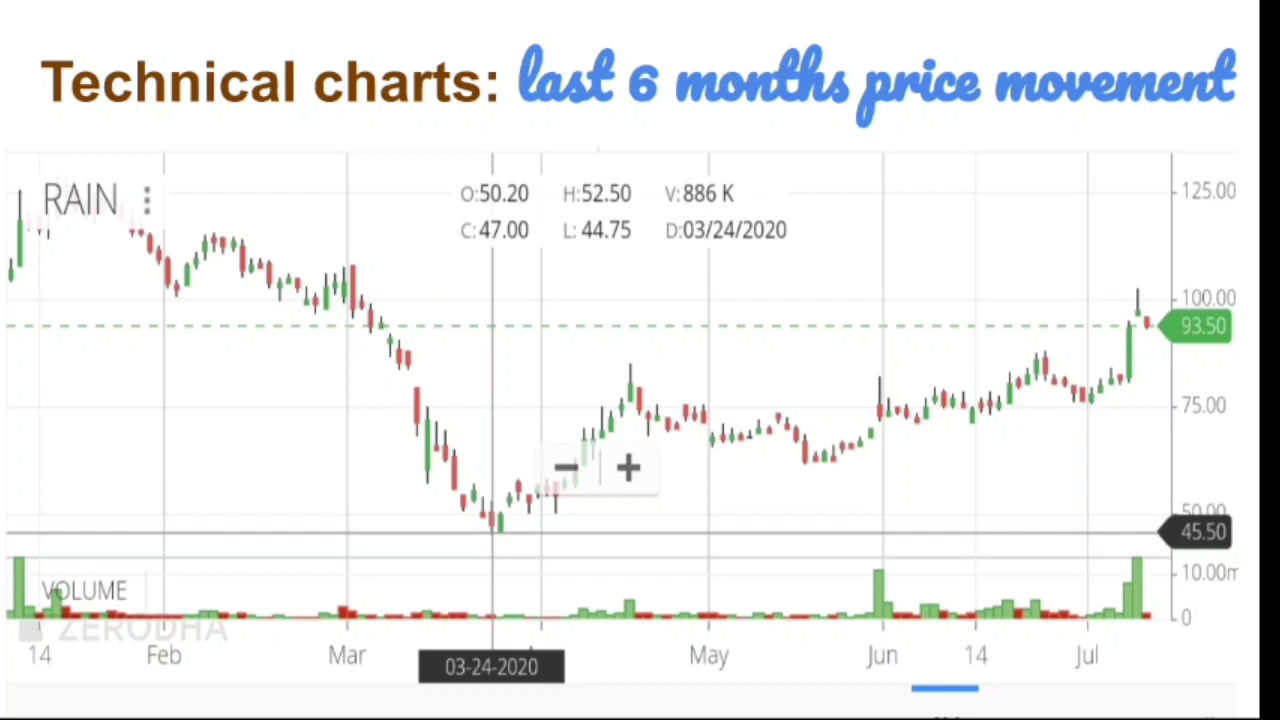 Technical charts: last 6 months price movement
RAIN
O:50.20 H:52.50 V:886 K
C:47.00 L: 44.75 D:03/24/2020
125.00
100.00
93.50
75.00
50.00
45.50
VOLUME
10.00m
0
ZERODHA
14 Feb Mar 03-24-2020 May Jun 14 Jul